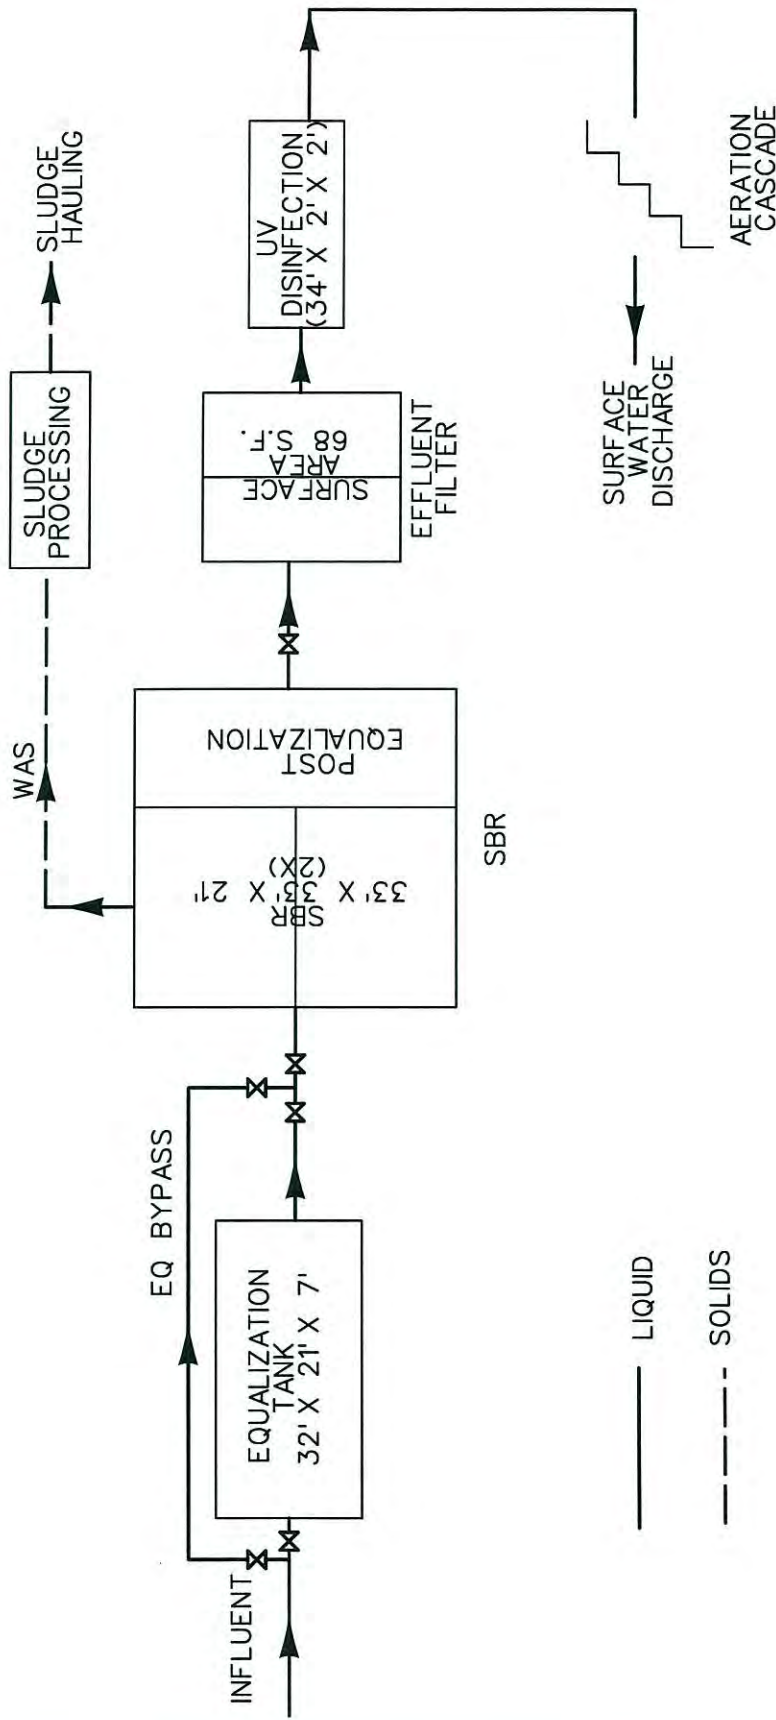 INFLUENT
EQ BYPASS
EQUALIZATION
TANK
32' X 21' X 7'
SBR
33' X 33' X 21'
(2X)
POST
EQUALIZATION
SBR
WAS
SLUDGE
PROCESSING
SLUDGE
HAULING
SURFACE
AREA
68 S.F.
EFFLUENT
FILTER
UV
DISINFECTION
(34' X 2' X 2')
AERATION
CASCADE
SURFACE
WATER
DISCHARGE
LIQUID
SOLIDS